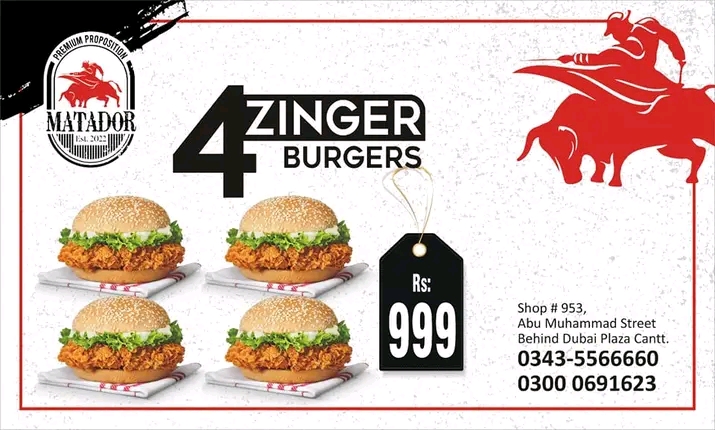 PREMIUM PROPOSITION
MATADOR
Est. 2022
4 ZINGER
BURGERS
Rs:
999
Shop # 953,
Abu Muhammad Street
Behind Dubai Plaza Cantt.
0343-5566660
0300 0691623